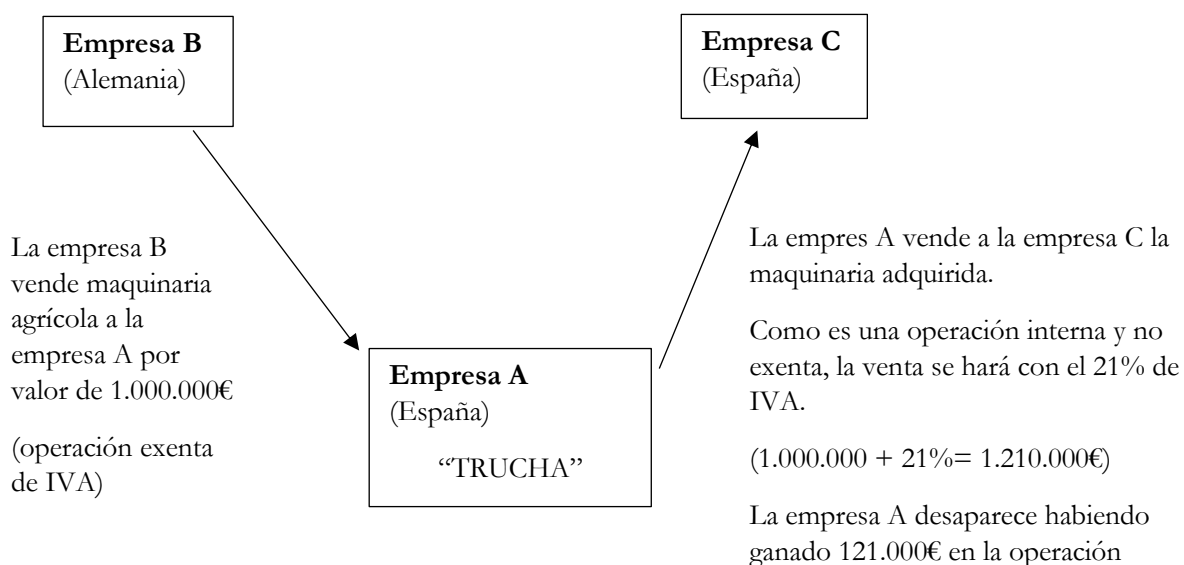 Empresa B
(Alemania)
Empresa C
(España)
La empresa B
vende maquinaria
agrícola a la
empresa A por
valor de 1.000.000€
(operación exenta
de IVA)
Empresa A
(España)
“TRUCHA”
La empres A vende a la empresa C la
maquinaria adquirida.
Como es una operación interna y no
exenta, la venta se hará con el 21% de
IVA.
(1.000.000 + 21%= 1.210.000€)
La empresa A desaparece habiendo
ganado 121.000€ en la operación